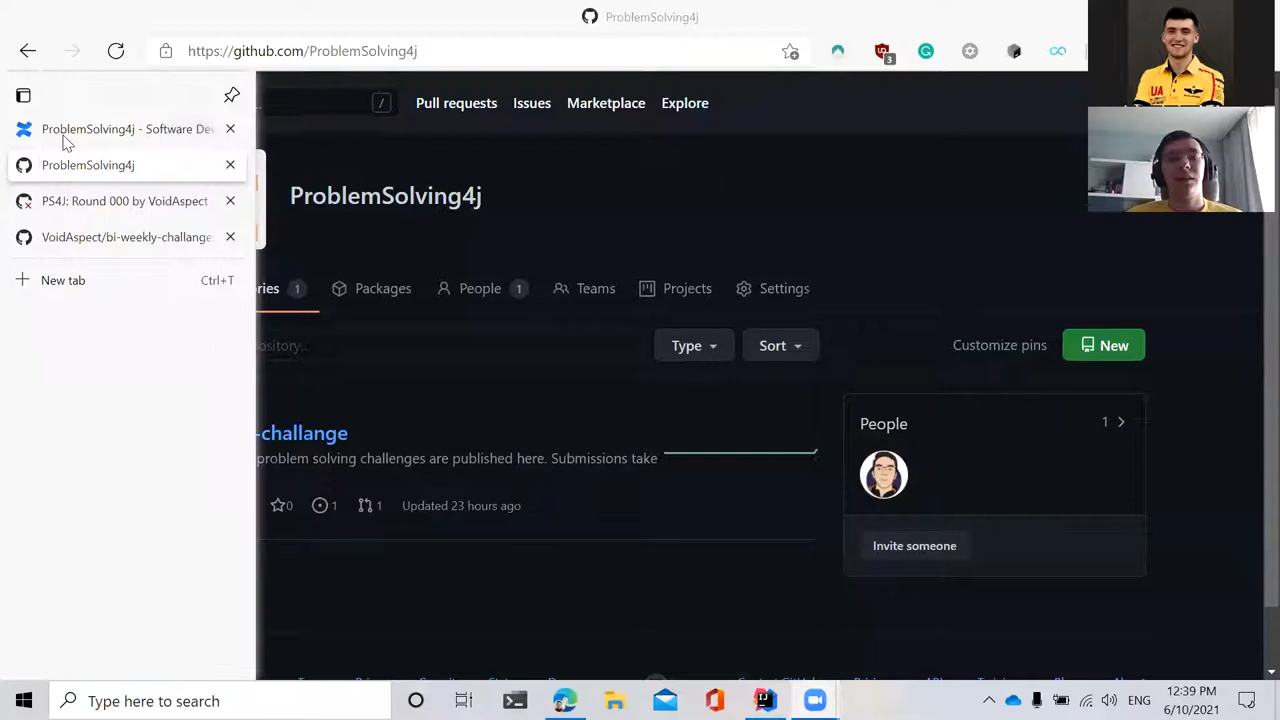 ProblemSolving4j
https://github.com/ProblemSolving4j
3
/
Pull requests
Issues
Marketplace
Explore
ProblemSolving4j - Software Dev
ProblemSolving4j
PS4J: Round 000 by VoidAspect
VoidAspect/bi-weekly-challange
New tab
Ctrl+T
ProblemSolving4j
ries 1
Packages
People 1
Teams
Projects
Settings
ository...
Type
Sort
Customize pins
New
-challange
problem solving challenges are published here. Submissions take
0
1
1
Updated 23 hours ago
People
1
Invite someone
UA
Type here to search
ENG
12:39 PM
6/10/2021